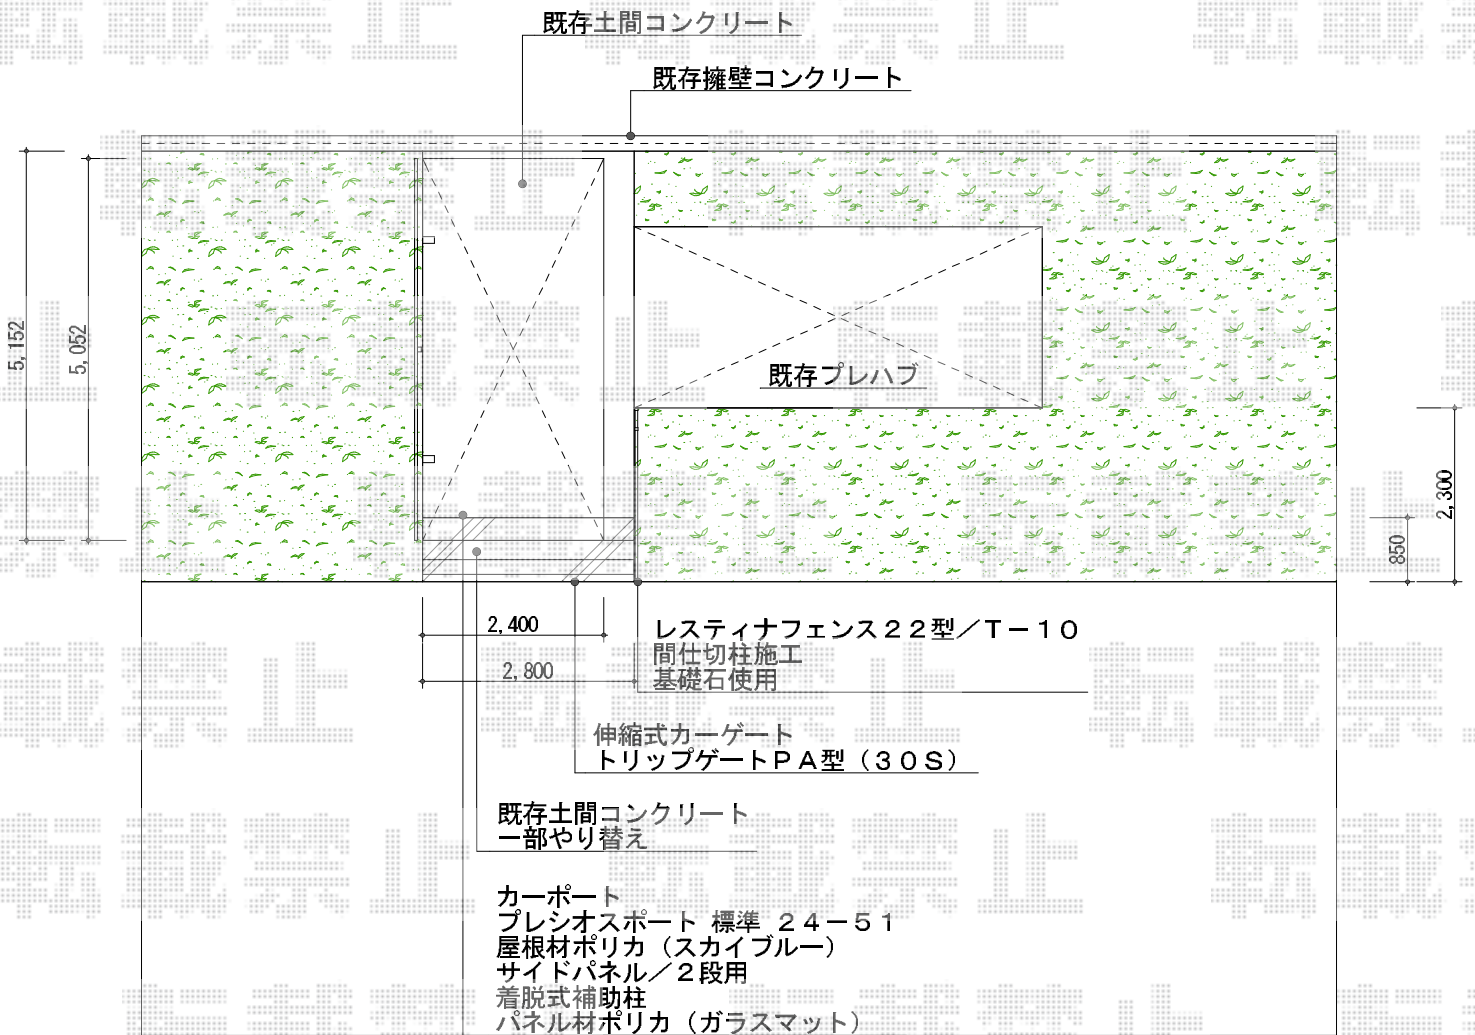 既存土間コンクリート
既存擁壁コンクリート
5,152
5,052
既存プレハブ
2,300
850
2,400
2,800
レスティナフェンス22型/T-10
間仕切柱施工
基礎石使用
伸縮式カーゲート
トリップゲートPA型(30S)
既存土間コンクリート
一部やり替え
カーポート
プレシオスポート 標準 24-51
屋根材ポリカ(スカイブルー)
サイドパネル/2段用
着脱式補助柱
パネル材ポリカ(ガラスマット)
転載禁止